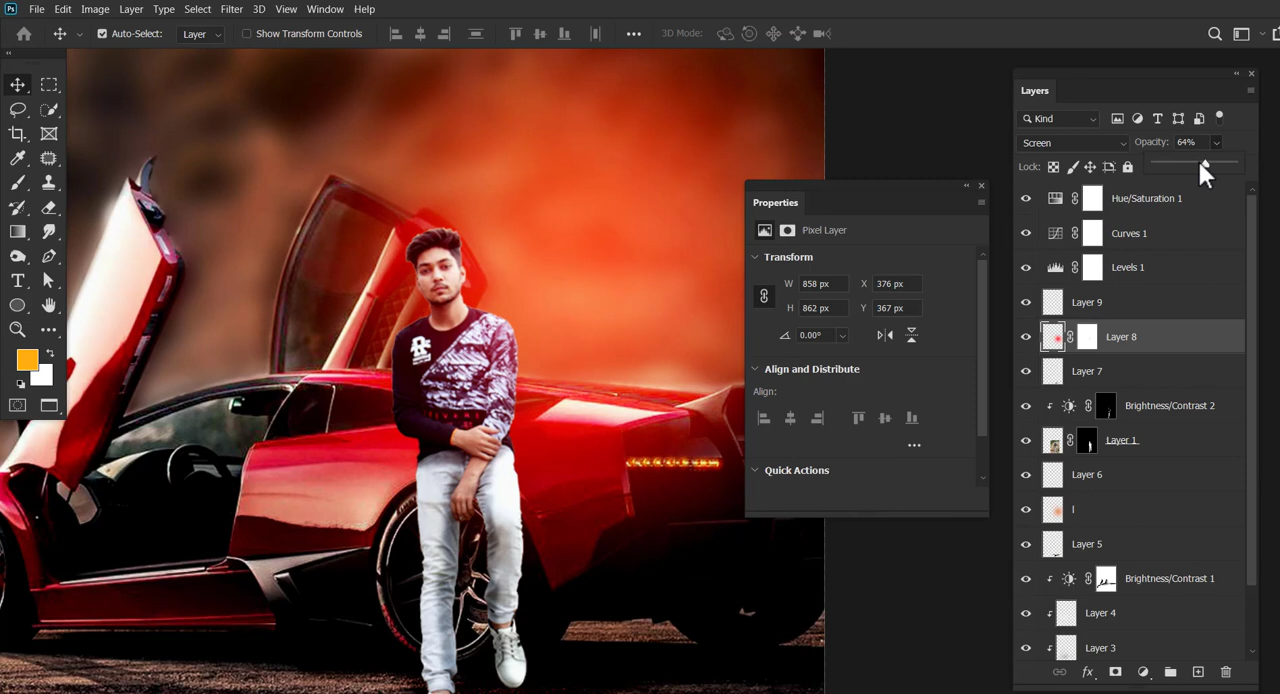 Ps File Edit Image Layer Type Select Filter 3D View Window Help
Auto-Select: Layer Show Transform Controls 3D Mode:
Layers
Kind
Screen Opacity: 64%
Lock:
Hue/Saturation 1
Curves 1
Levels 1
Layer 9
Layer 8
Layer 7
Brightness/Contrast 2
Layer 1
Layer 6
l
Layer 5
Brightness/Contrast 1
Layer 4
Layer 3
fx
Properties
Pixel Layer
Transform
W 858 px X 376 px
H 862 px Y 367 px
0.00°
Align and Distribute
Align:
Quick Actions